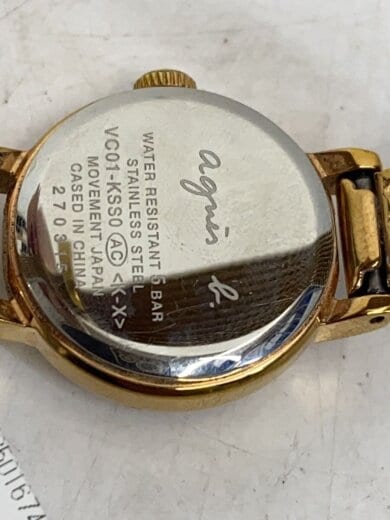 agnès b.
WATER RESISTANT 5 BAR
STAINLESS STEEL
VC01-KSS0 (AC) <K-X>
MOVEMENT JAPAN
CASED IN CHINA